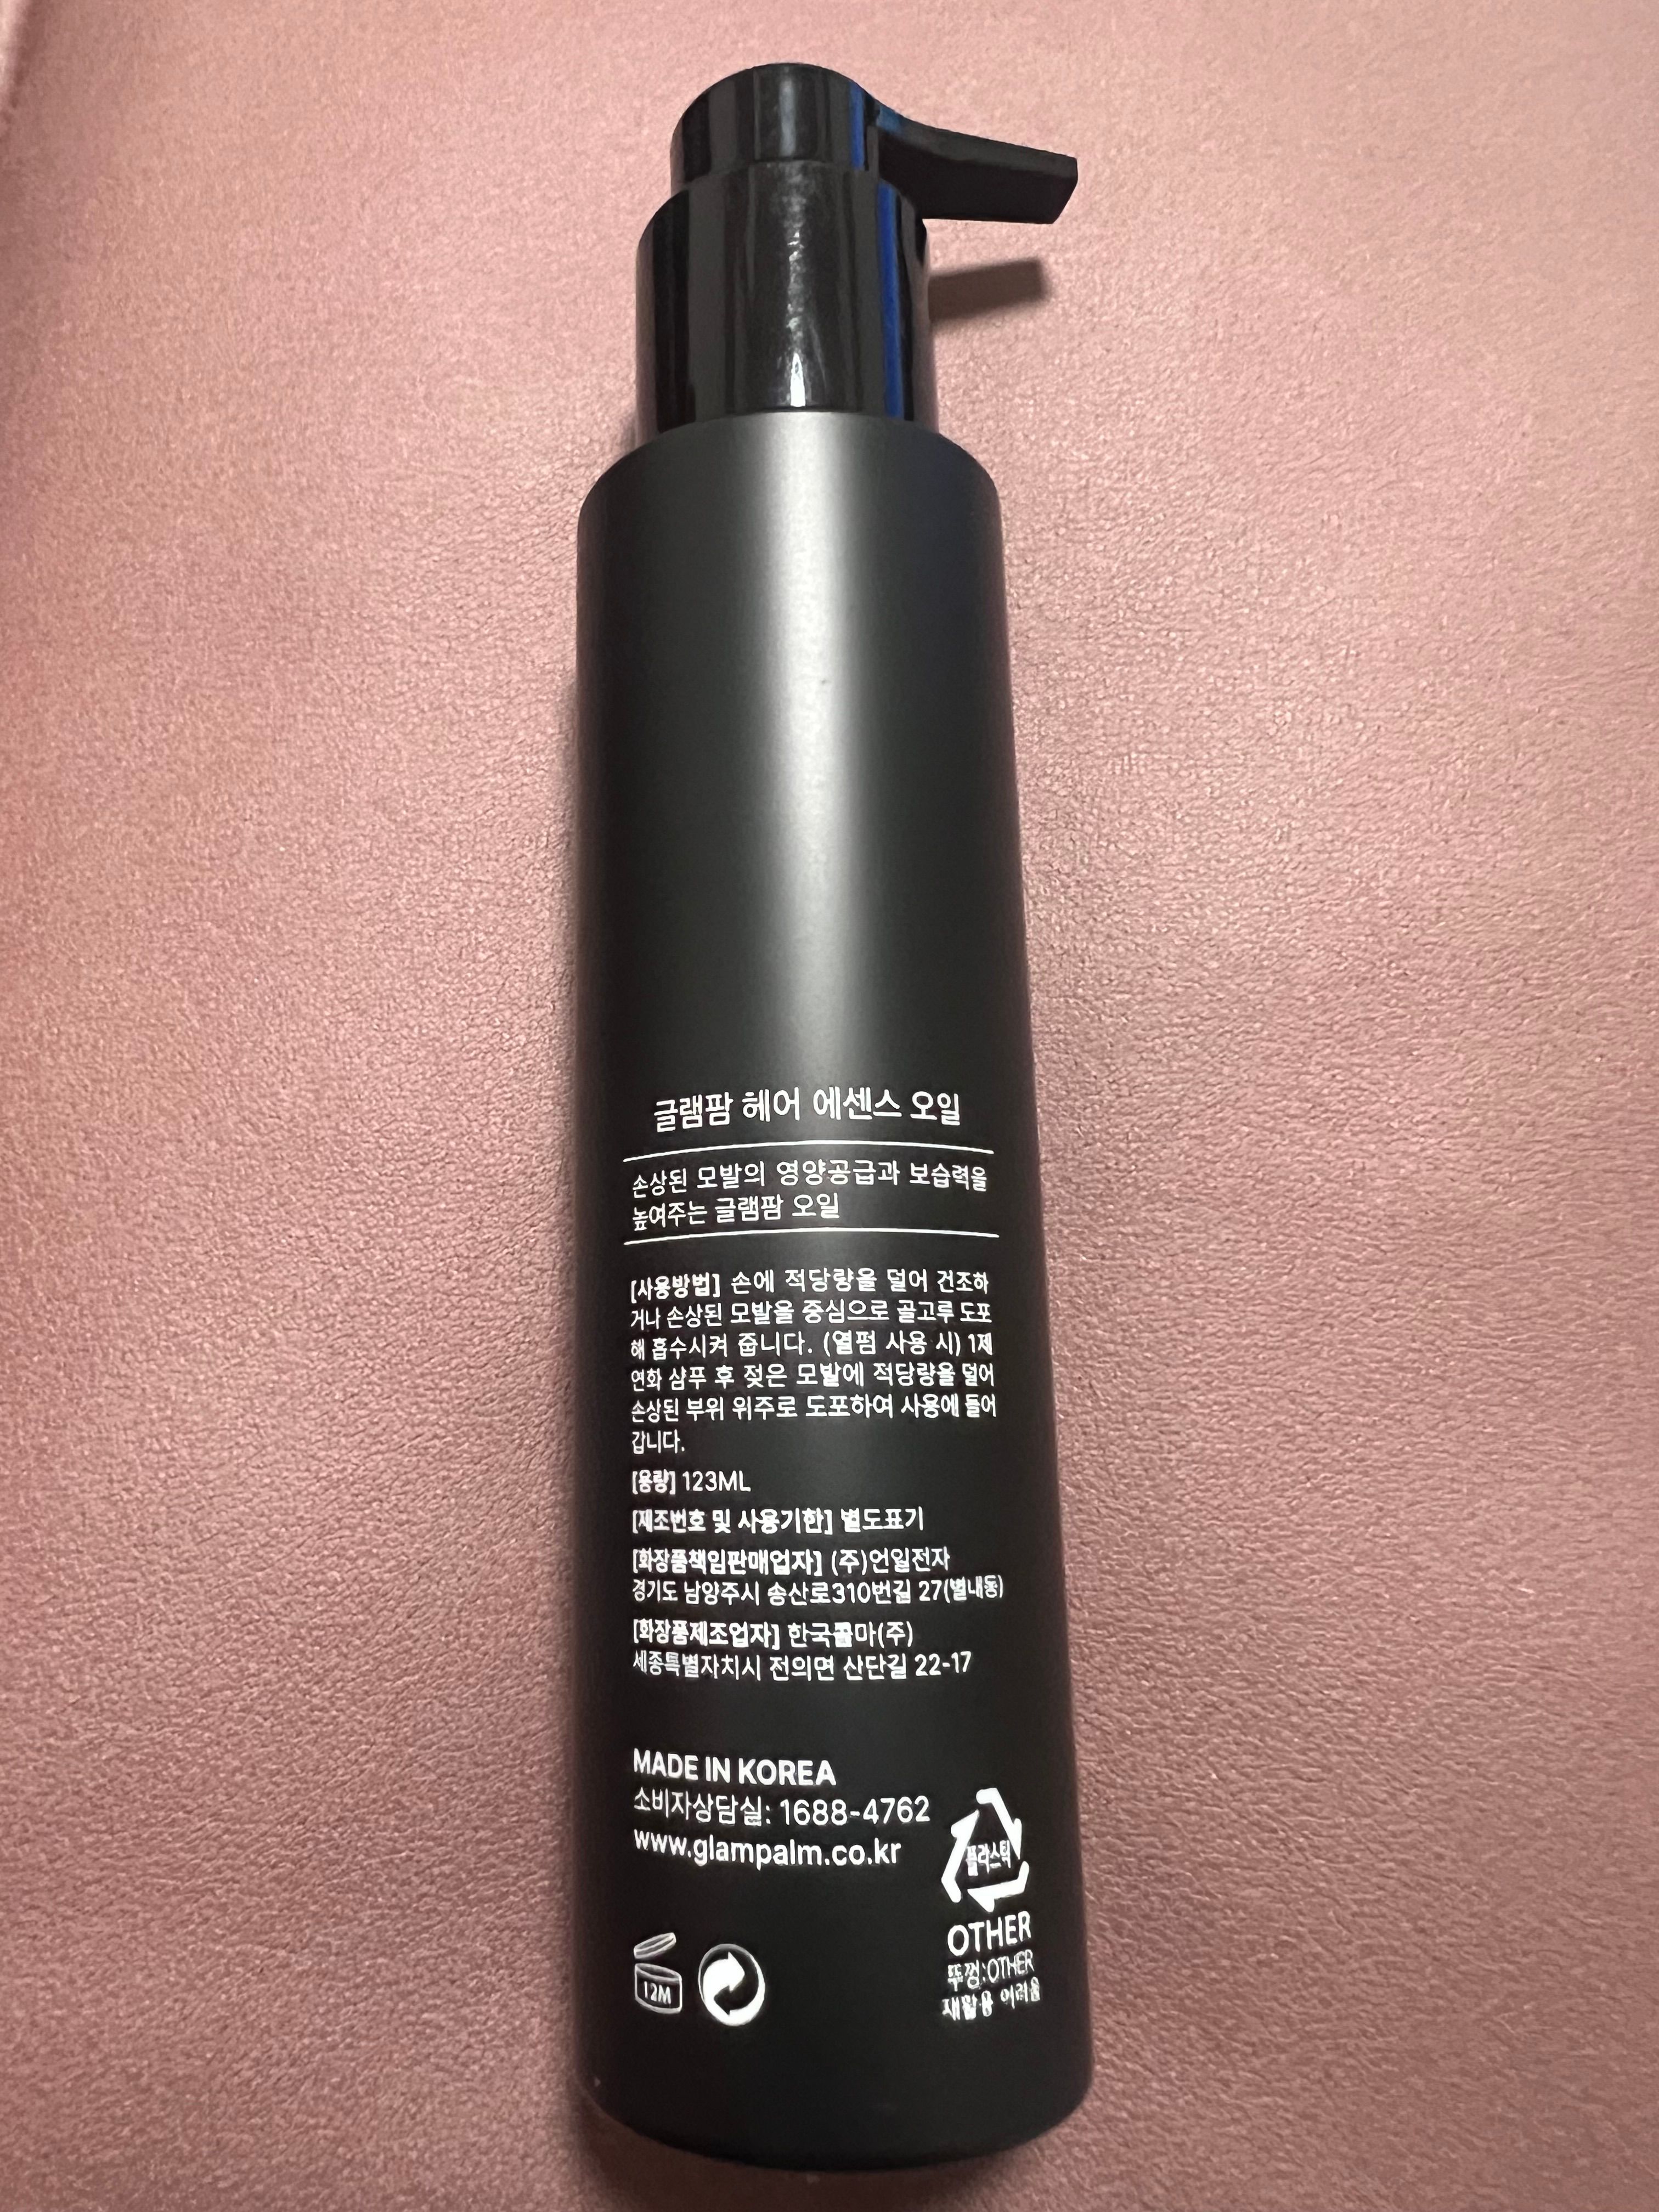 글램팜 헤어 에센스 오일
손상된 모발의 영양공급과 보습력을
높여주는 글램팜 오일
[사용방법] 손에 적당량을 덜어 건조하
거나 손상된 모발을 중심으로 골고루 도포
해 흡수시켜 줍니다. (열펌 사용 시) 1제
연화 샴푸 후 젖은 모발에 적당량을 덜어
손상된 부위 위주로 도포하여 사용에 들어
갑니다.
[용량] 123ML
[제조번호 및 사용기한] 별도표기
[화장품책임판매업자] (주)언일전자
경기도 남양주시 송산로310번길 27(별내동)
[화장품제조업자] 한국콜마(주)
세종특별자치시 전의면 산단길 22-17
MADE IN KOREA
소비자상담실: 1688-4762
www.glampalm.co.kr
플라스틱
OTHER
뚜껑:OTHER
재활용 어려움
12M